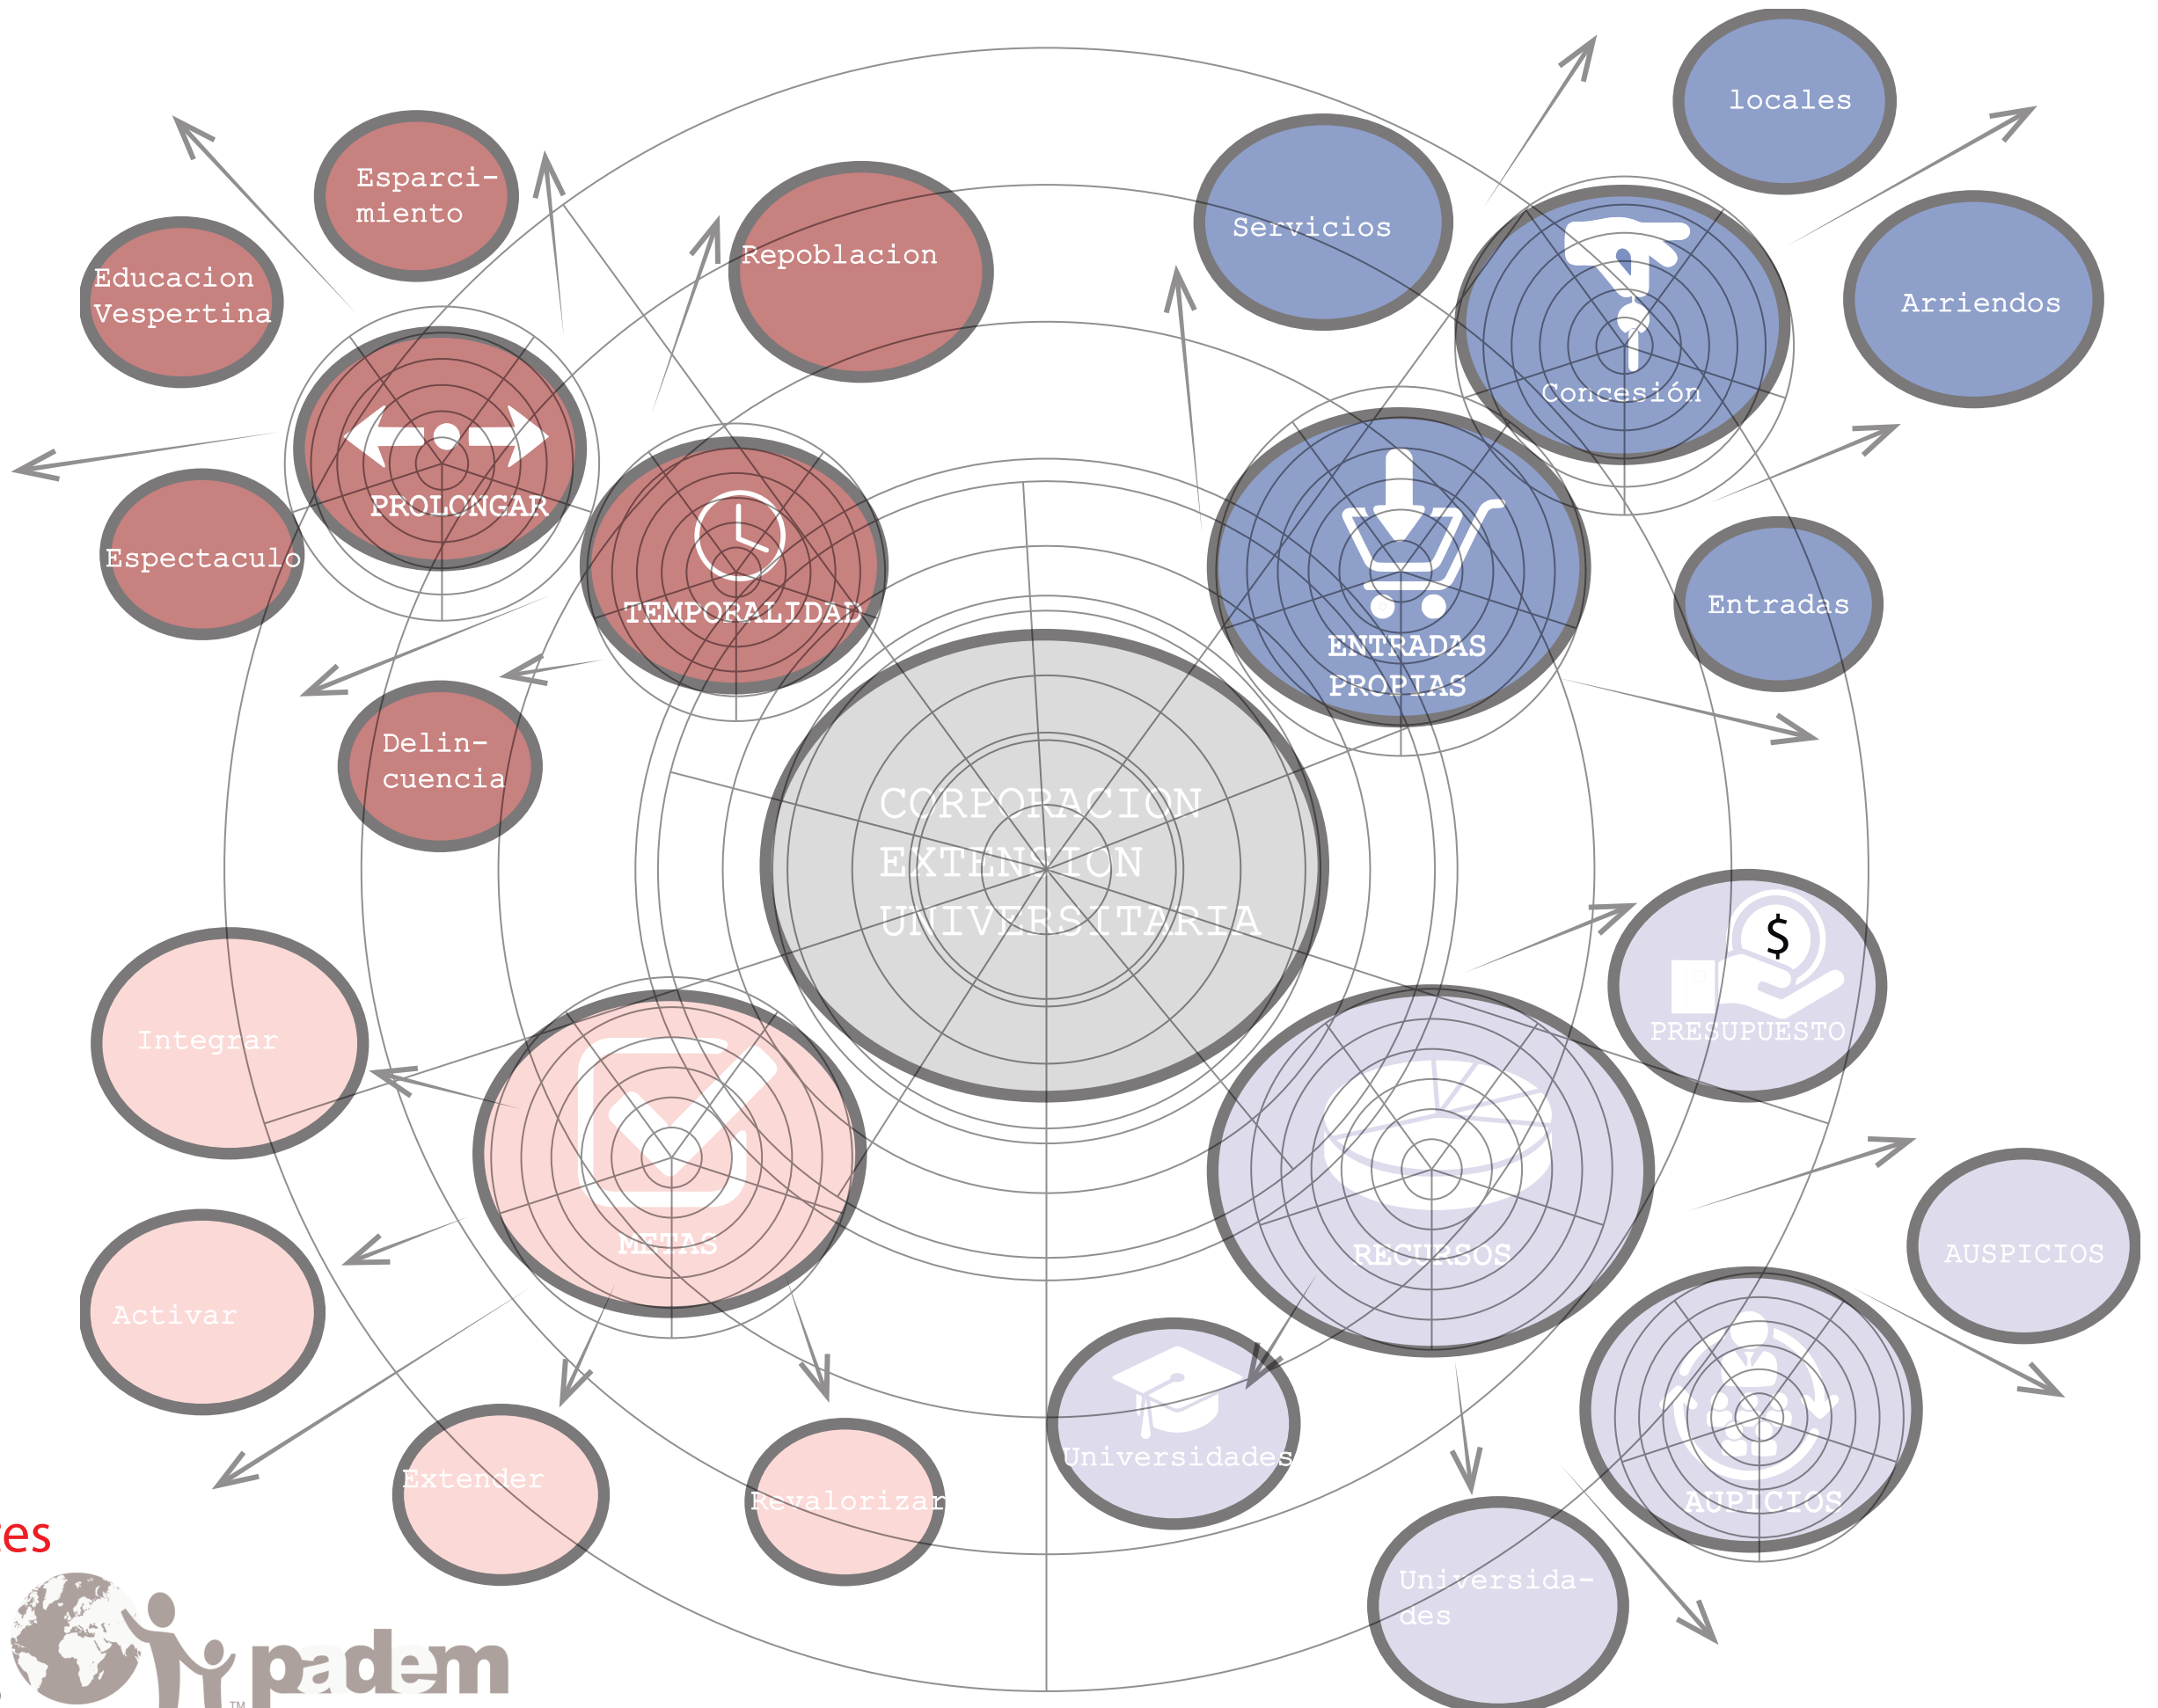 locales
Esparci-
miento
Servicios
Repoblacion
Educacion
Vespertina
Arriendos
Concesión
PROLONGAR
Espectaculo
TEMPORALIDAD
Entradas
ENTRADAS
PROPIAS
Delin-
cuencia
CORPORACION
EXTENSION
UNIVERSITARIA
$
PRESUPUESTO
Integrar
METAS
RECURSOS
AUSPICIOS
Activar
Universidades
Extender
Revalorizar
AUPICIOS
Universida-
des
padem
TM